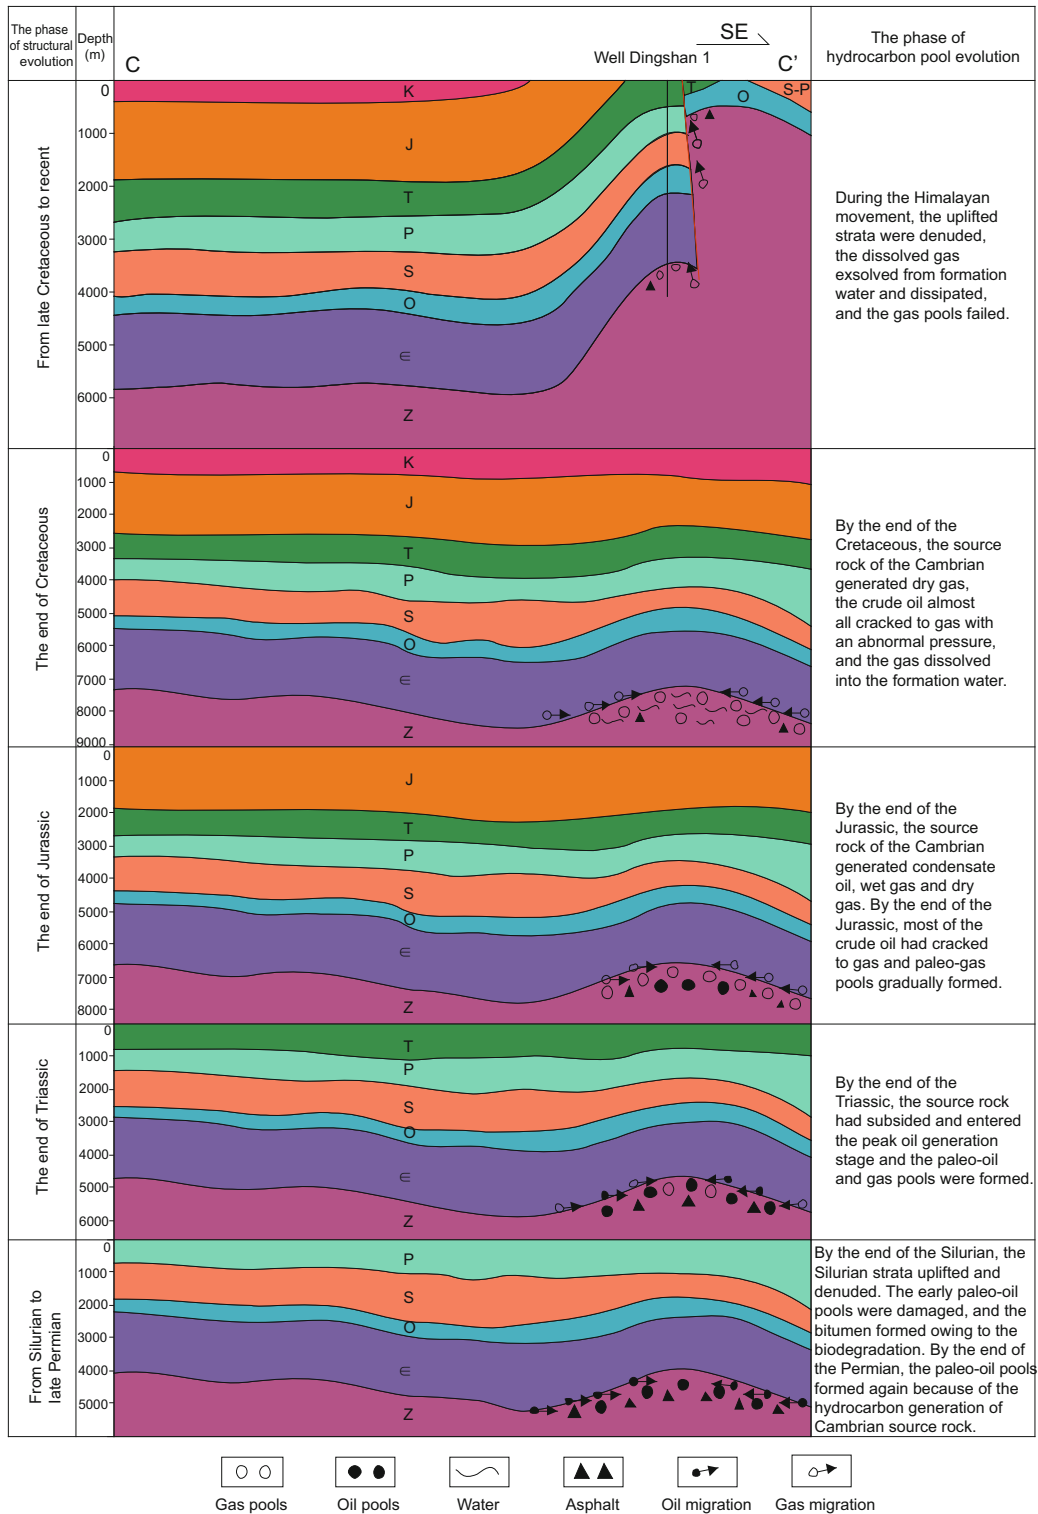 The phase
of structural
evolution
Depth
(m)
C
SE
Well Dingshan 1
C’
The phase of
hydrocarbon pool evolution
From late Cretaceous to recent
0
1000
2000
3000
4000
5000
6000
K
J
T
P
S
O
∈
Z
T
O
S-P
During the Himalayan
movement, the uplifted
strata were denuded,
the dissolved gas
exsolved from formation
water and dissipated,
and the gas pools failed.
The end of Cretaceous
0
1000
2000
3000
4000
5000
6000
7000
8000
9000
K
J
T
P
S
O
∈
Z
By the end of the
Cretaceous, the source
rock of the Cambrian
generated dry gas,
the crude oil almost
all cracked to gas with
an abnormal pressure,
and the gas dissolved
into the formation water.
The end of Jurassic
0
1000
2000
3000
4000
5000
6000
7000
8000
J
T
P
S
O
∈
Z
By the end of the
Jurassic, the source
rock of the Cambrian
generated condensate
oil, wet gas and dry
gas. By the end of the
Jurassic, most of the
crude oil had cracked
to gas and paleo-gas
pools gradually formed.
The end of Triassic
0
1000
2000
3000
4000
5000
6000
T
P
S
O
∈
Z
By the end of the
Triassic, the source rock
had subsided and entered
the peak oil generation
stage and the paleo-oil
and gas pools were formed.
From Silurian to
late Permian
0
1000
2000
3000
4000
5000
P
S
O
∈
Z
By the end of the Silurian, the
Silurian strata uplifted and
denuded. The early paleo-oil
pools were damaged, and the
bitumen formed owing to the
biodegradation. By the end of
the Permian, the paleo-oil pools
formed again because of the
hydrocarbon generation of
Cambrian source rock.
Gas pools
Oil pools
Water
Asphalt
Oil migration
Gas migration